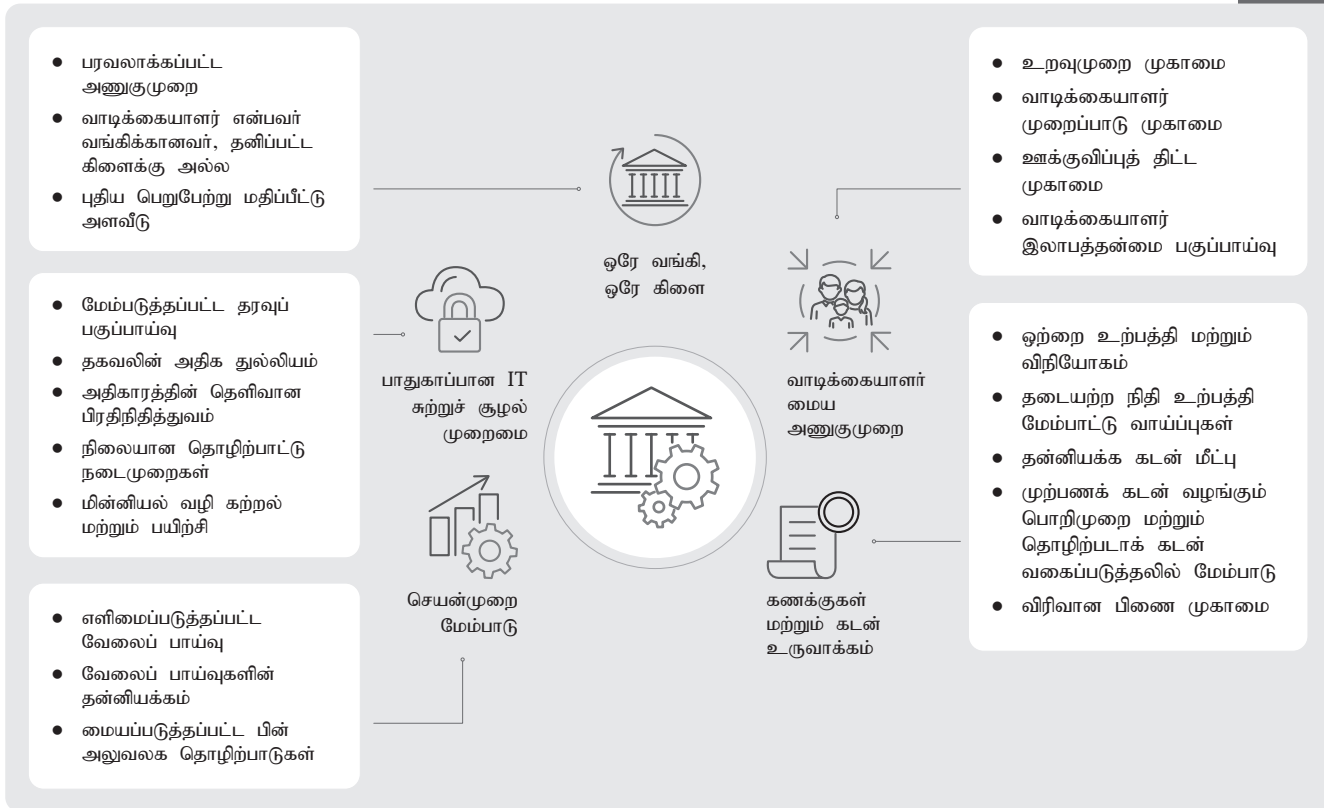 பரவலாக்கப்பட்ட
அணுகுமுறை
வாடிக்கையாளர் என்பவர்
வங்கிக்கானவர், தனிப்பட்ட
கிளைக்கு அல்ல
புதிய பெறுபேற்று மதிப்பீட்டு
அளவீடு
ஒரே வங்கி,
ஒரே கிளை
உறவுமுறை முகாமை
வாடிக்கையாளர்
முறைப்பாடு முகாமை
ஊக்குவிப்புத் திட்ட
முகாமை
வாடிக்கையாளர்
இலாபத்தன்மை பகுப்பாய்வு
வாடிக்கையாளர்
மைய
அணுகுமுறை
மேம்படுத்தப்பட்ட தரவுப்
பகுப்பாய்வு
தகவலின் அதிக துல்லியம்
அதிகாரத்தின் தெளிவான
பிரதிநிதித்துவம்
நிலையான தொழிற்பாட்டு
நடைமுறைகள்
மின்னியல் வழி கற்றல்
மற்றும் பயிற்சி
பாதுகாப்பான IT
சுற்றுச் சூழல்
முறைமை
ஒற்றை உற்பத்தி மற்றும்
விநியோகம்
தடையற்ற நிதி உற்பத்தி
மேம்பாட்டு வாய்ப்புகள்
தன்னியக்க கடன் மீட்பு
முற்பணக் கடன் வழங்கும்
பொறிமுறை மற்றும்
தொழிற்படாக் கடன்
வகைப்படுத்தலில் மேம்பாடு
விரிவான பிணை முகாமை
கணக்குகள்
மற்றும் கடன்
உருவாக்கம்
எளிமைப்படுத்தப்பட்ட
வேலைப் பாய்வு
வேலைப் பாய்வுகளின்
தன்னியக்கம்
மையப்படுத்தப்பட்ட பின்
அலுவலக தொழிற்பாடுகள்
செயன்முறை
மேம்பாடு